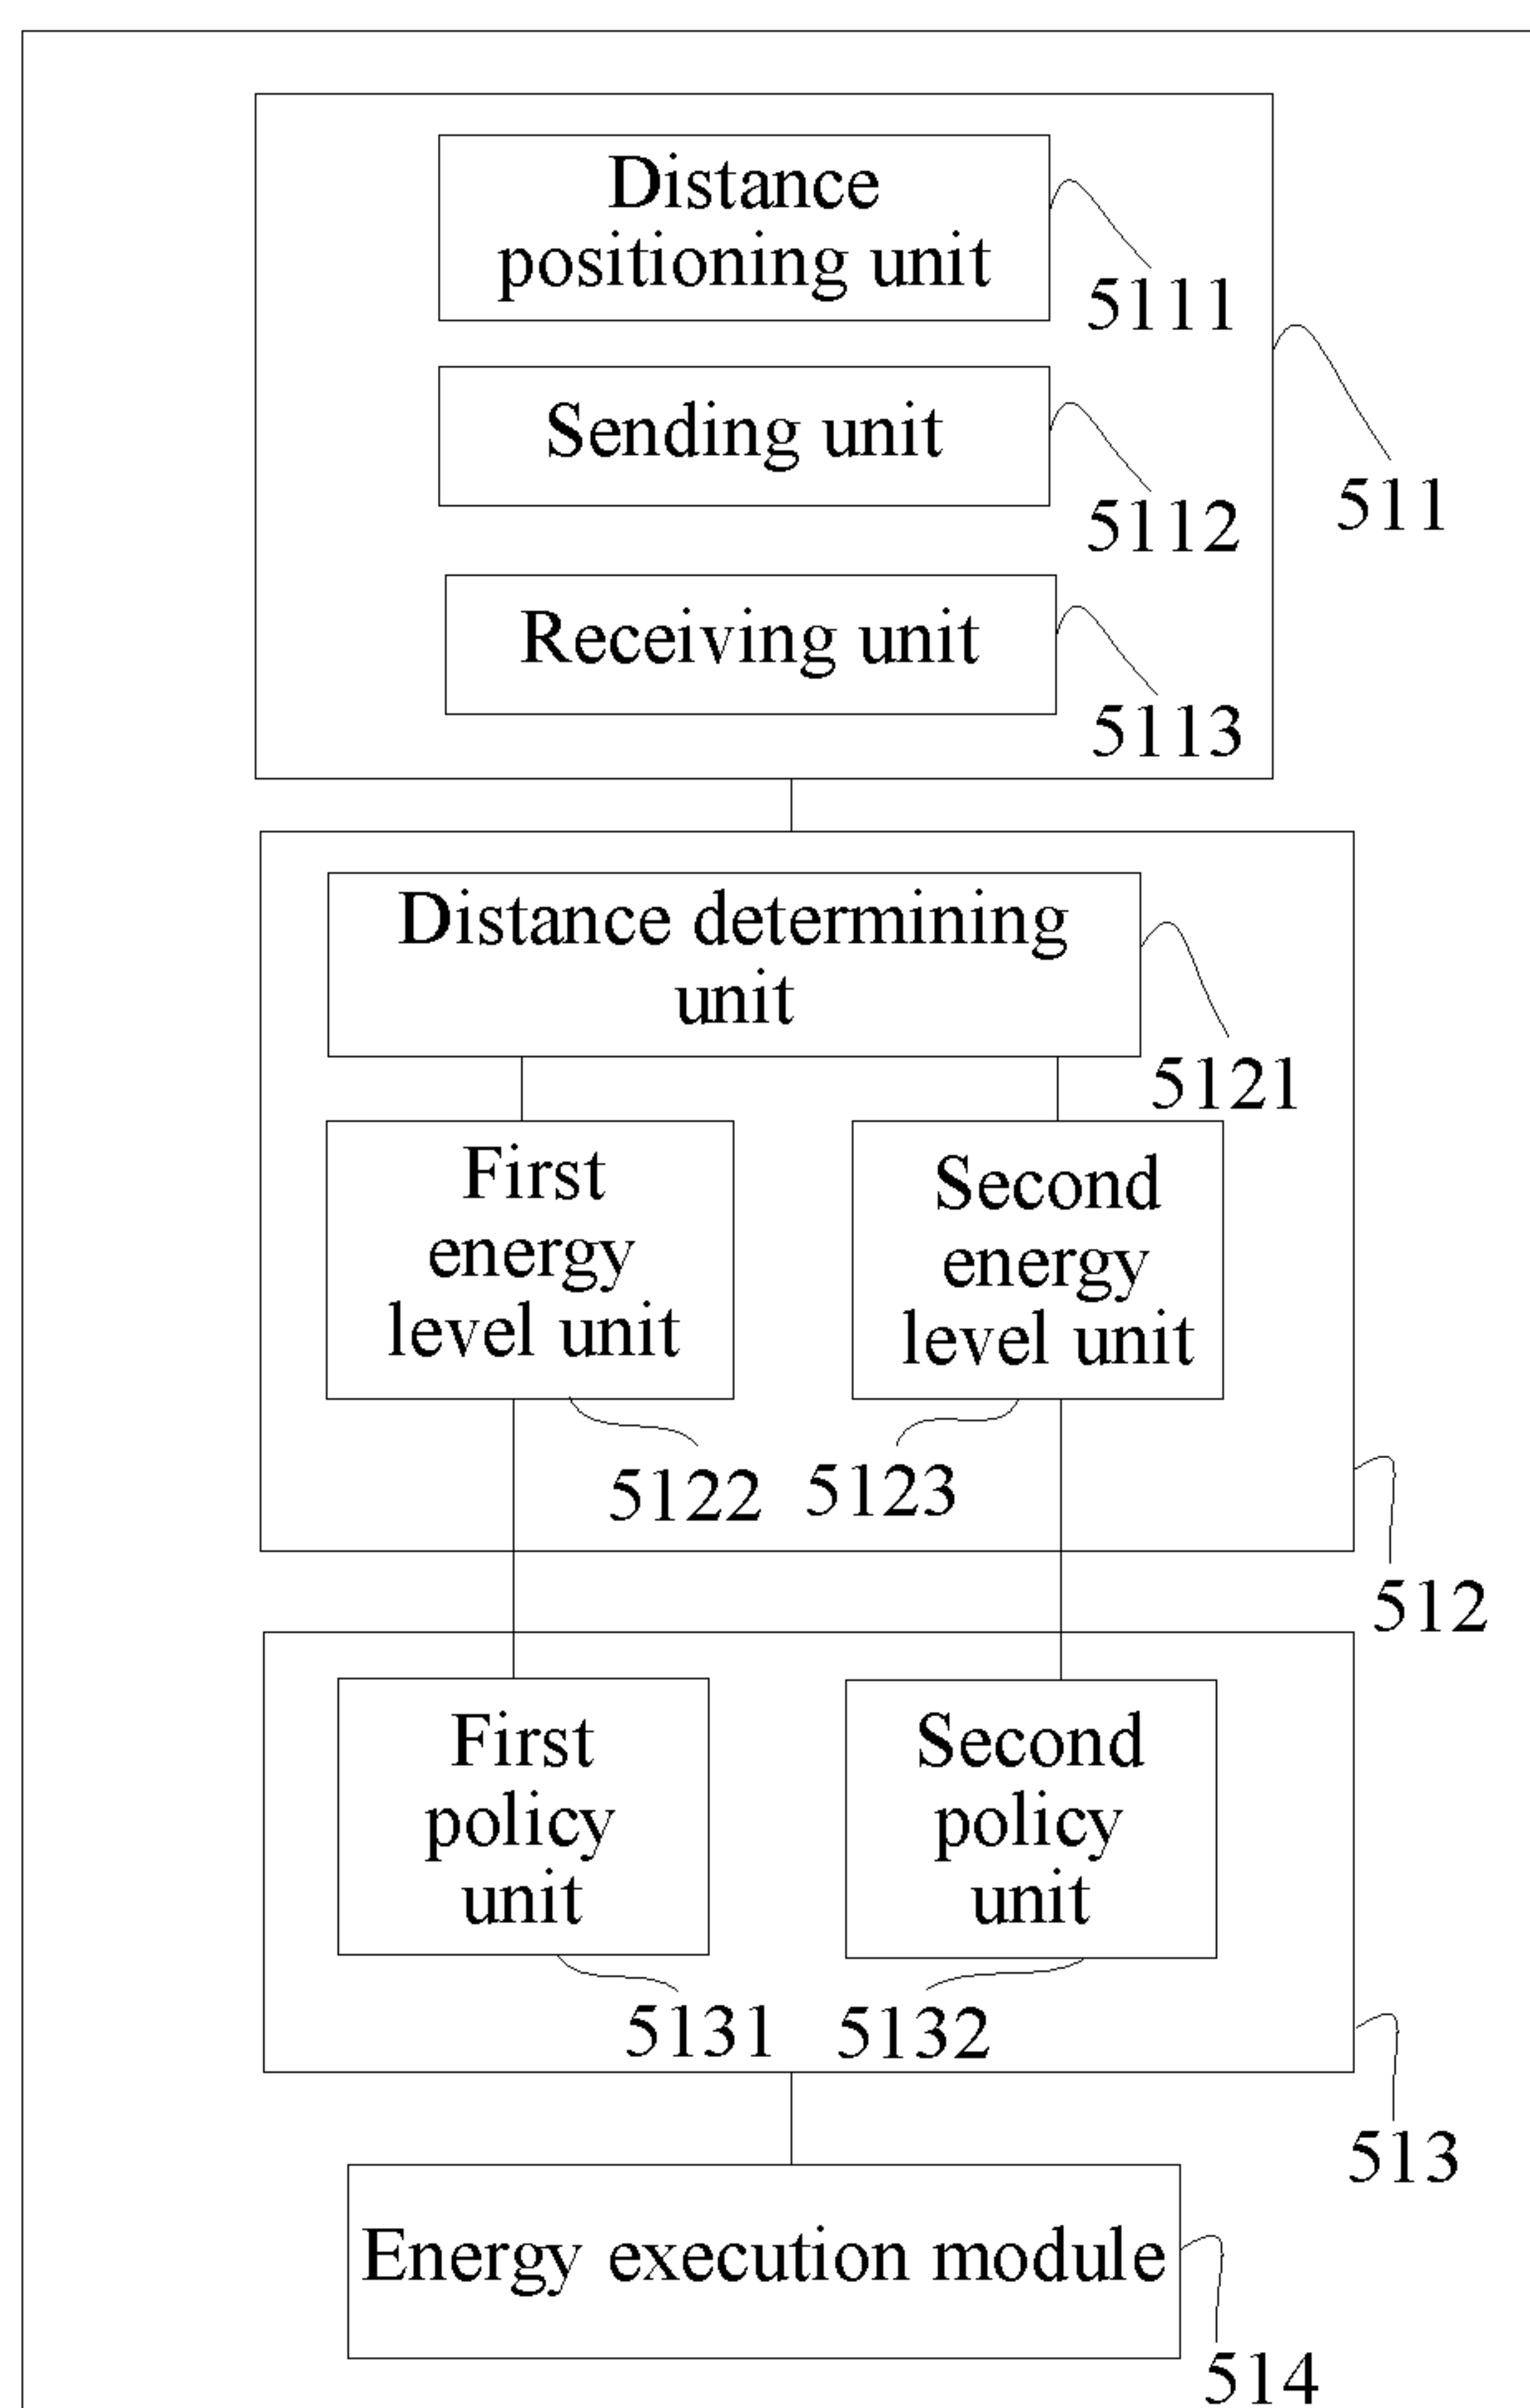 Distance
positioning unit
5111
Sending unit
5112
511
Receiving unit
5113
Distance determining
unit
5121
First
energy
level unit
Second
energy
level unit
5122
5123
512
First
policy
unit
Second
policy
unit
5131
5132
513
Energy execution module
514